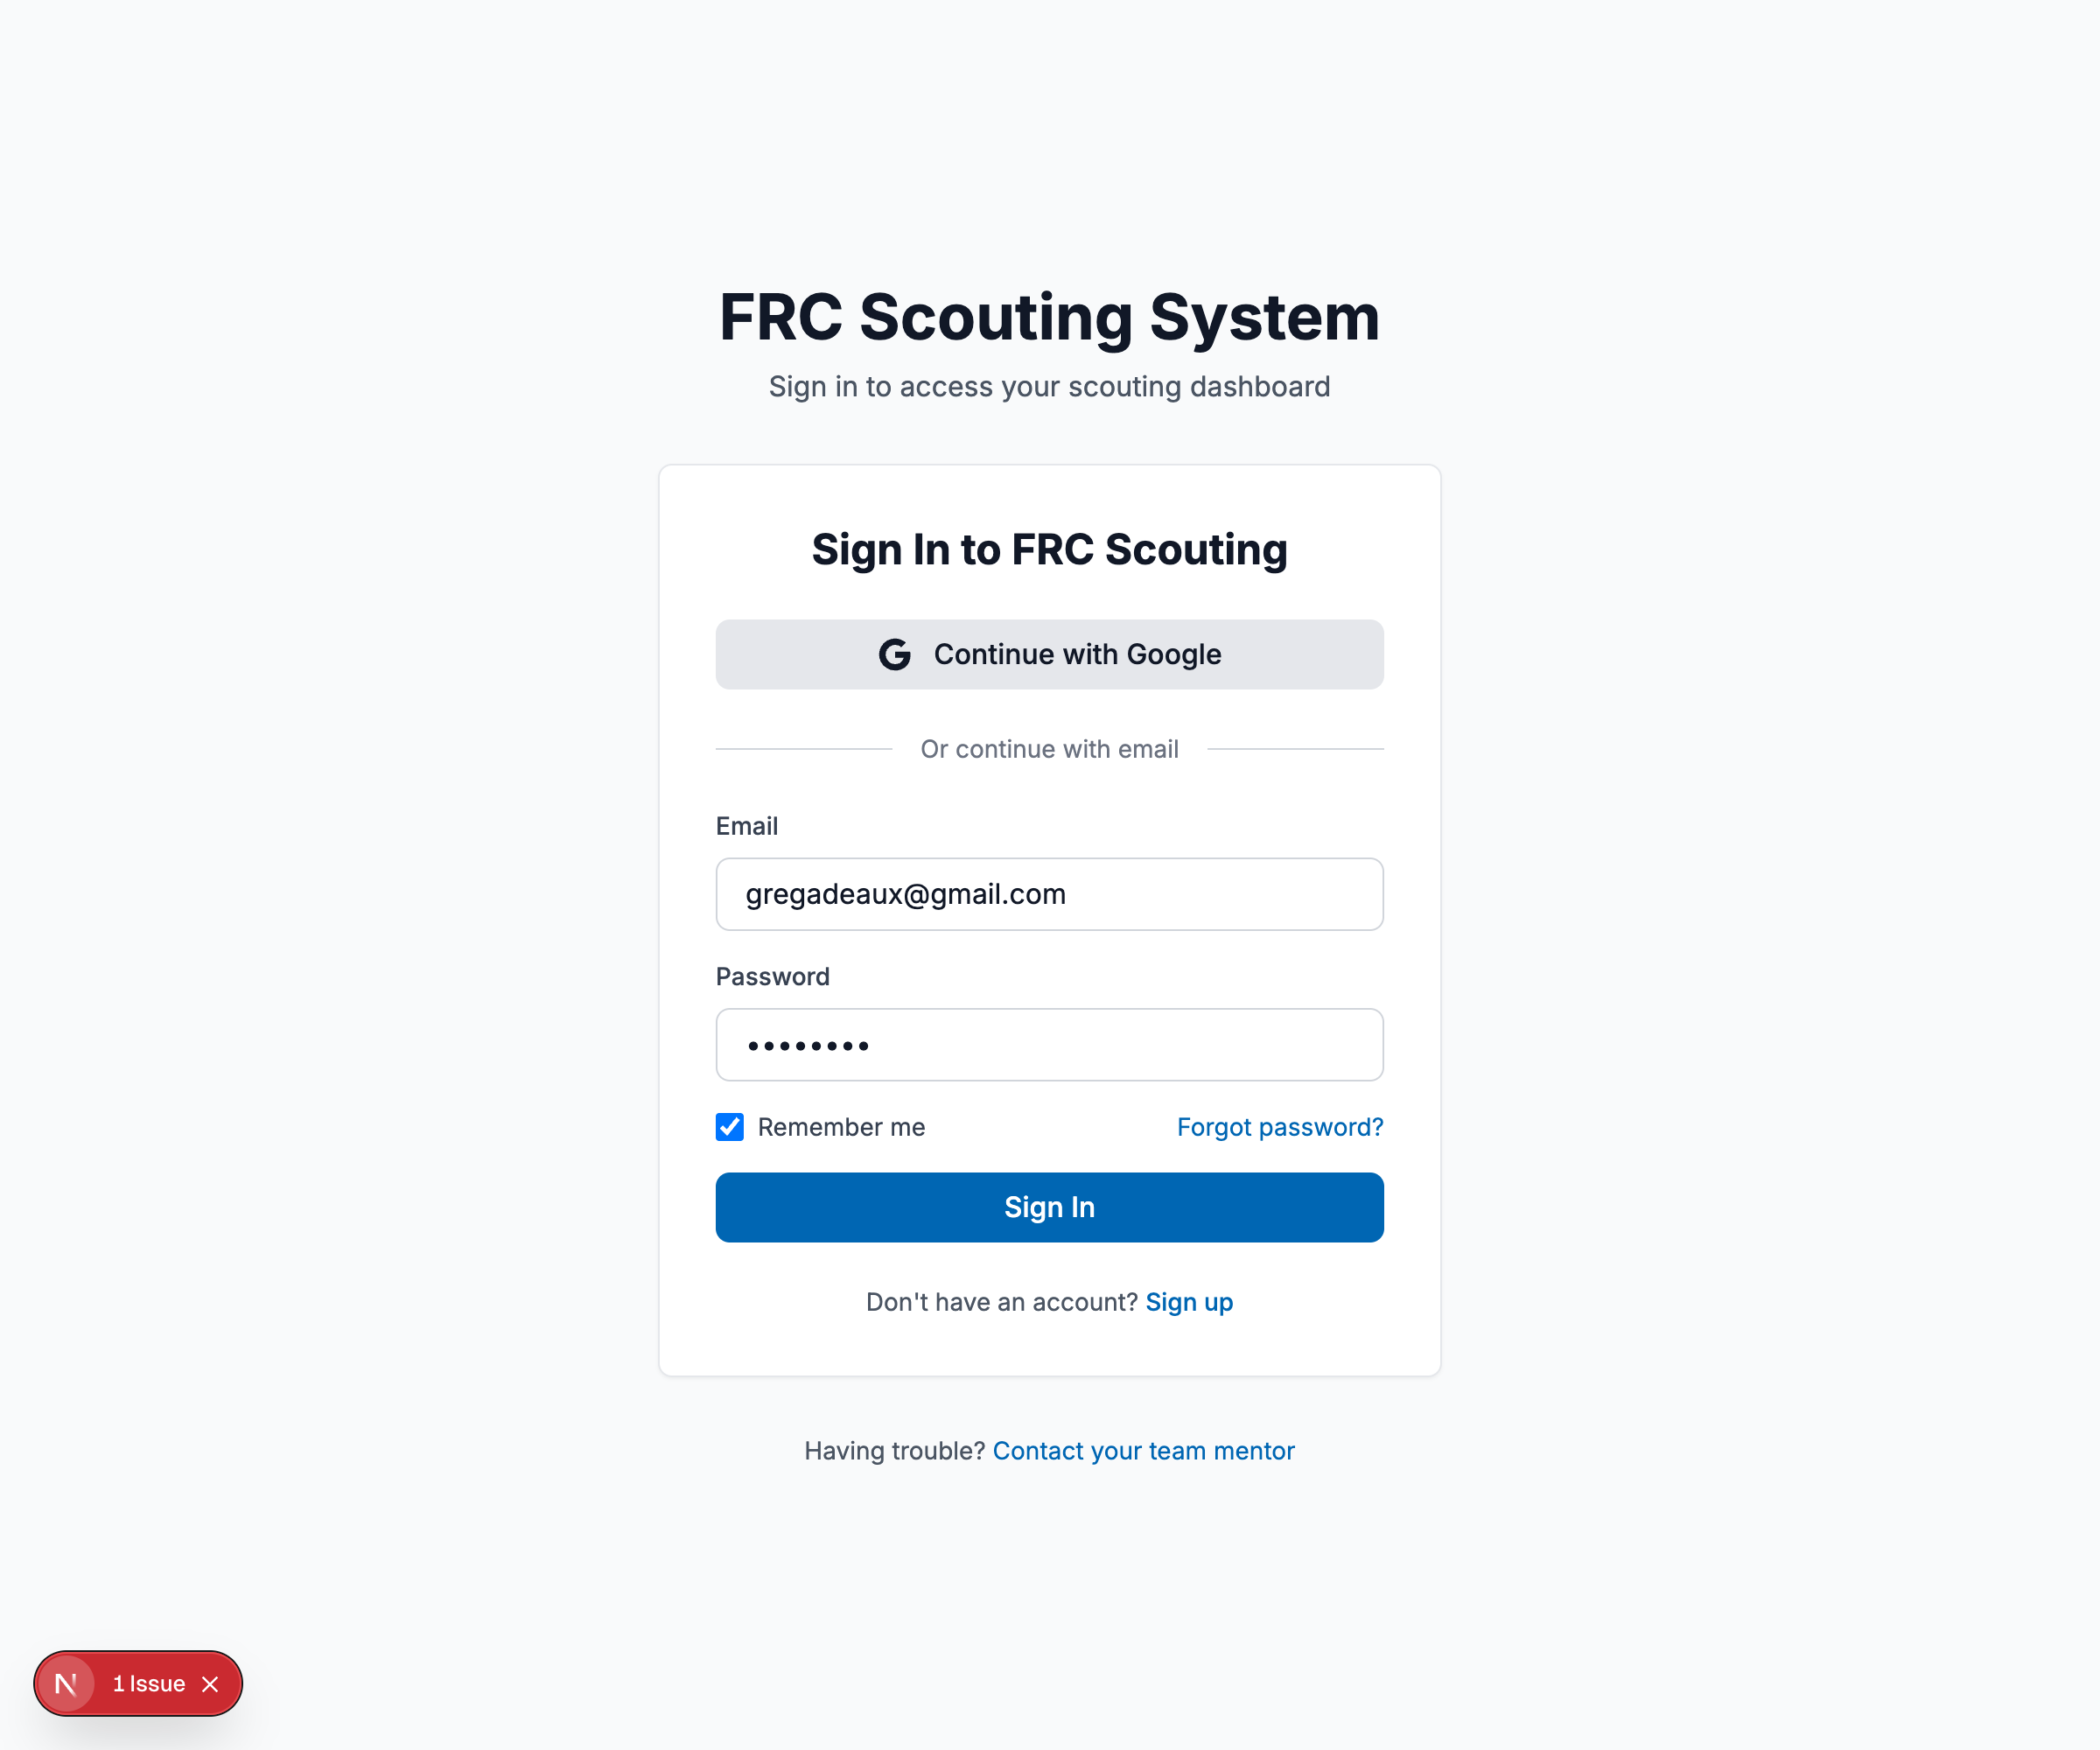 FRC Scouting System
Sign in to access your scouting dashboard
Sign In to FRC Scouting
G Continue with Google
Or continue with email
Email
gregadeaux@gmail.com
Password
••••••••
Remember me
Forgot password?
Sign In
Don't have an account? Sign up
Having trouble? Contact your team mentor
N 1 Issue